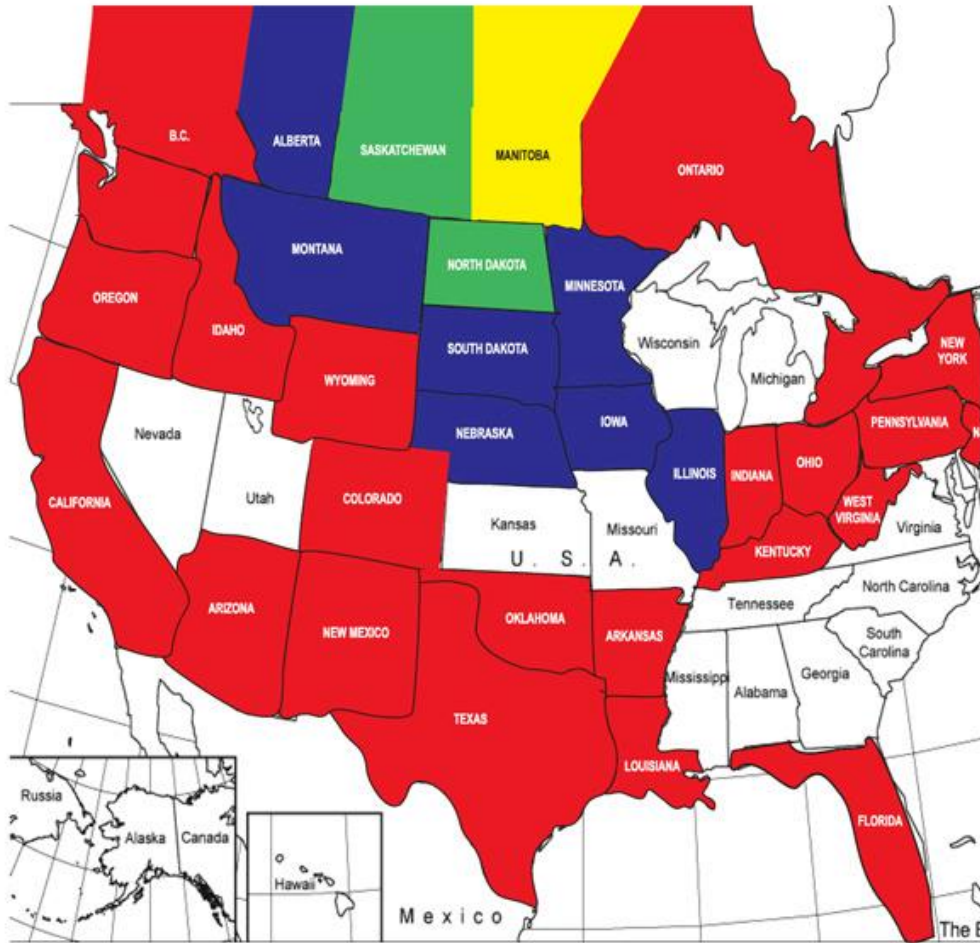 B.C.
ALBERTA
SASKATCHEWAN
MANITOBA
ONTARIO
MONTANA
NORTH DAKOTA
MINNESOTA
OREGON
IDAHO
SOUTH DAKOTA
Wisconsin
NEW
YORK
WYOMING
Michigan
NEBRASKA
IOWA
PENNSYLVANIA
Nevada
OHIO
ILLINOIS
INDIANA
CALIFORNIA
Utah
COLORADO
WEST
VIRGINIA
Kansas
Missouri
Virginia
KENTUCKY
U. S. A.
North Carolina
ARIZONA
Tennessee
OKLAHOMA
NEW MEXICO
ARKANSAS
South
Carolina
Mississippi
Georgia
Alabama
TEXAS
LOUISIANA
Russia
FLORIDA
Alaska
Canada
Hawaii
Mexico
The